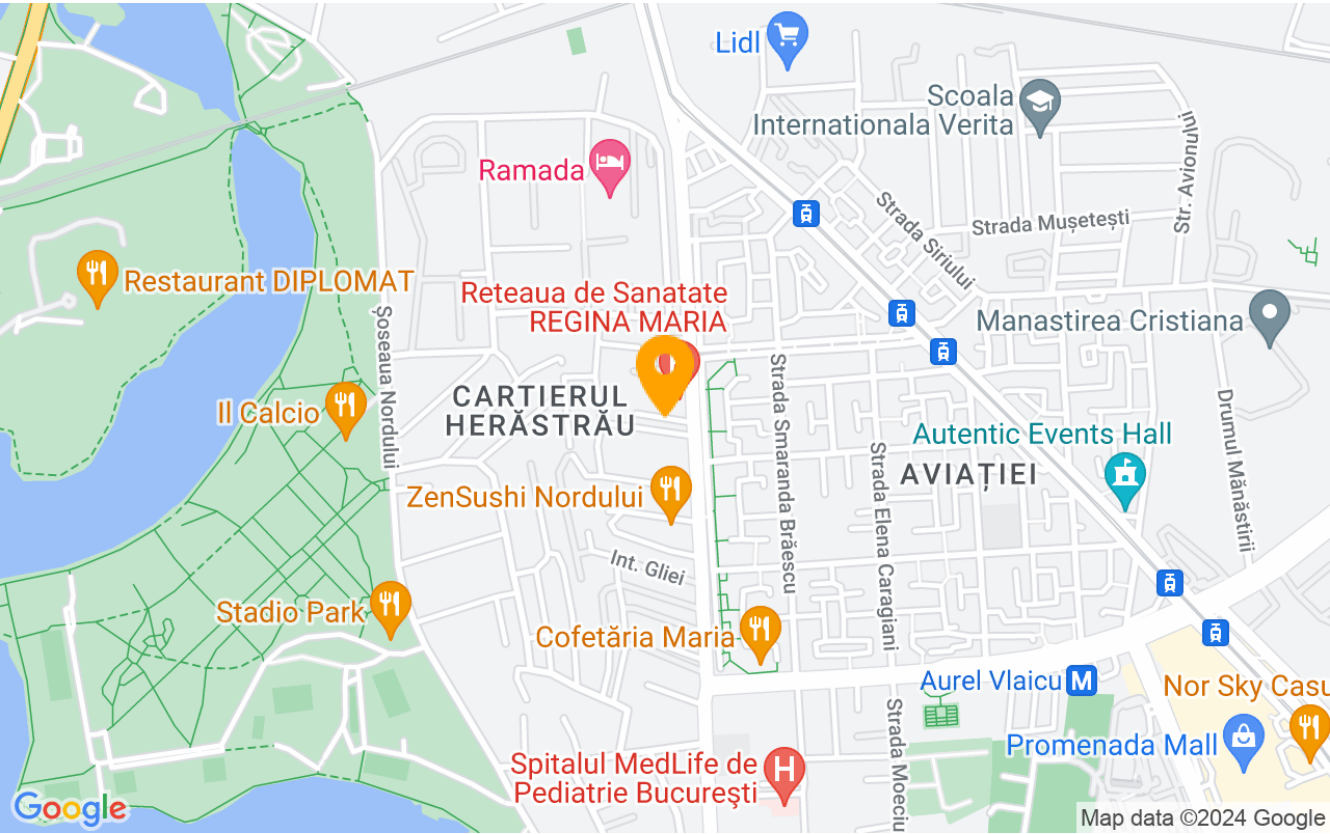 Lidl
Scoala
Internationala Verita
Ramada
Str. Avionului
Strada Mușetești
Strada Siriului
Restaurant DIPLOMAT
Reteaua de Sanatate
REGINA MARIA
Manastirea Cristiana
Șoseaua Nordului
CARTIERUL
HERĂSTRĂU
Il Calcio
Strada Smaranda Brăescu
Drumul Mănăstirii
Autentic Events Hall
Strada Elena Caragiani
AVIAȚIEI
ZenSushi Nordului
Int. Gliei
Stadio Park
Cofetăria Maria
Aurel Vlaicu
M
Nor Sky Casu
Strada Moeciu
Promenada Mall
Spitalul MedLife de
Pediatrie Bucureşti
H
Google
Map data ©2024 Google